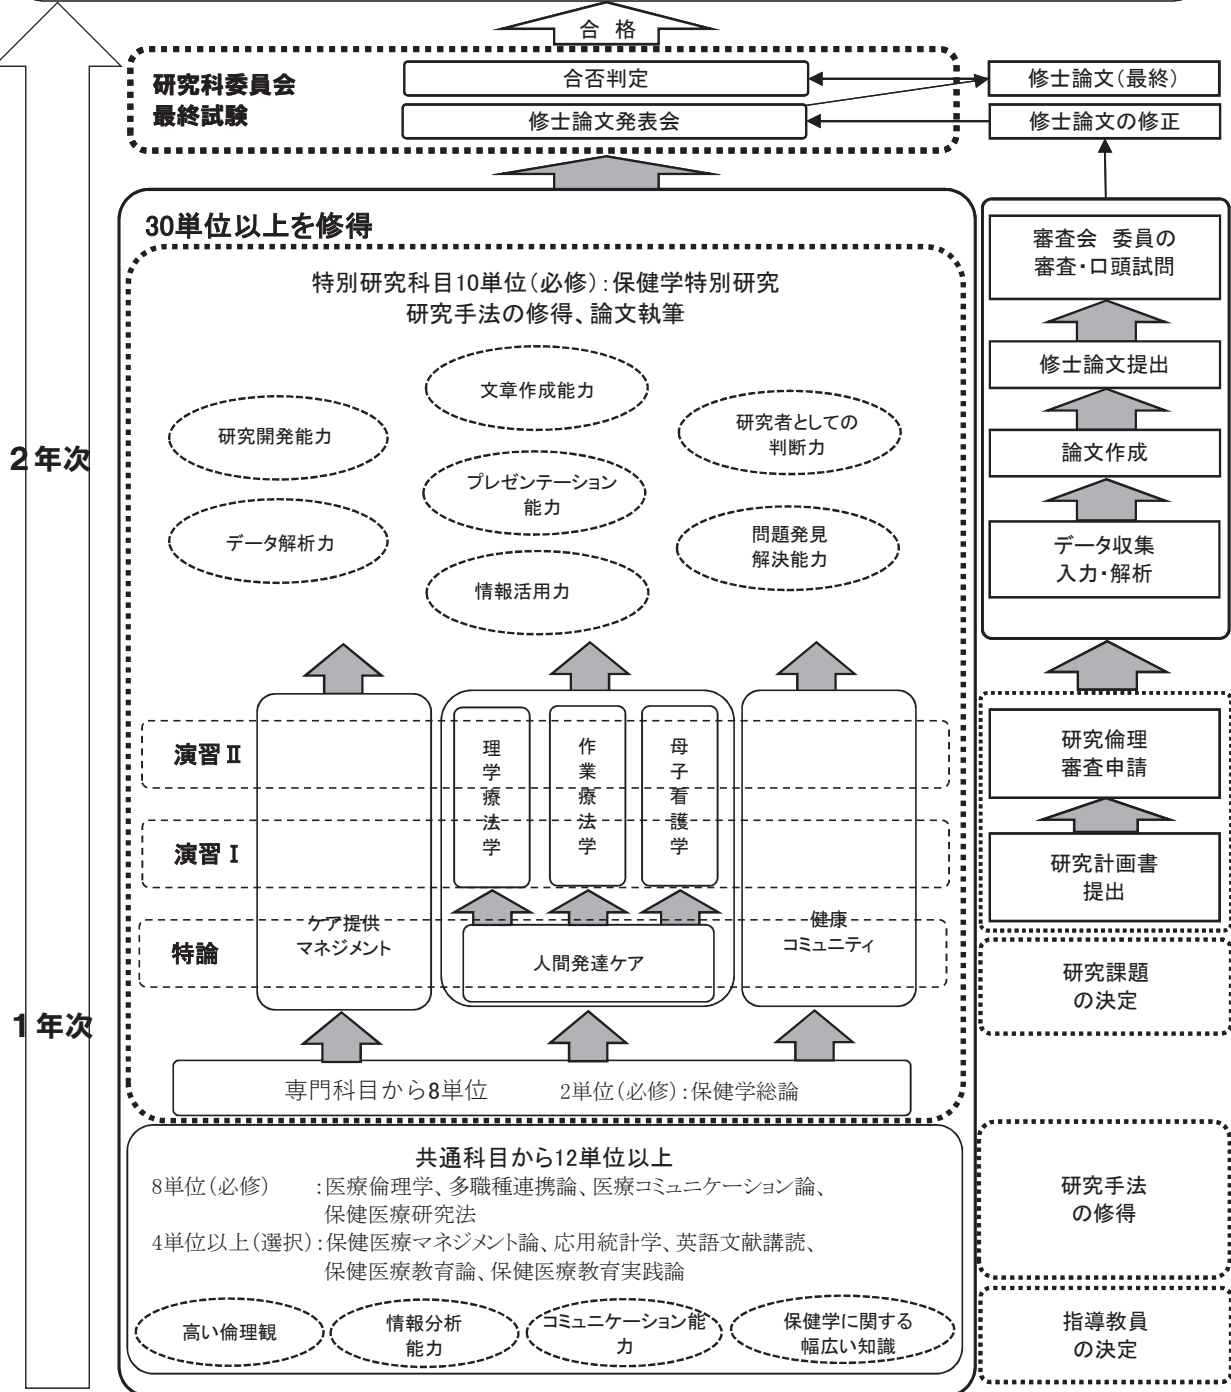 合 格
研究科委員会
最終試験
合否判定
修士論文発表会
修士論文(最終)
修士論文の修正
30単位以上を修得
特別研究科目10単位(必修):保健学特別研究
研究手法の修得、論文執筆
文章作成能力
研究開発能力
研究者としての
判断力
プレゼンテーション
能力
データ解析力
問題発見
解決能力
情報活用力
2年次
審査会 委員の
審査・口頭試問
修士論文提出
論文作成
データ収集
入力・解析
演習Ⅱ
演習Ⅰ
特論
理学療法学
作業療法学
母子看護学
ケア提供
マネジメント
人間発達ケア
健康
コミュニティ
研究倫理
審査申請
研究計画書
提出
研究課題
の決定
1年次
専門科目から8単位 2単位(必修):保健学総論
共通科目から12単位以上
8単位(必修) :医療倫理学、多職種連携論、医療コミュニケーション論、
保健医療研究法
4単位以上(選択):保健医療マネジメント論、応用統計学、英語文献講読、
保健医療教育論、保健医療教育実践論
高い倫理観
情報分析
能力
コミュニケーション能
力
保健学に関する
幅広い知識
研究手法
の修得
指導教員
の決定